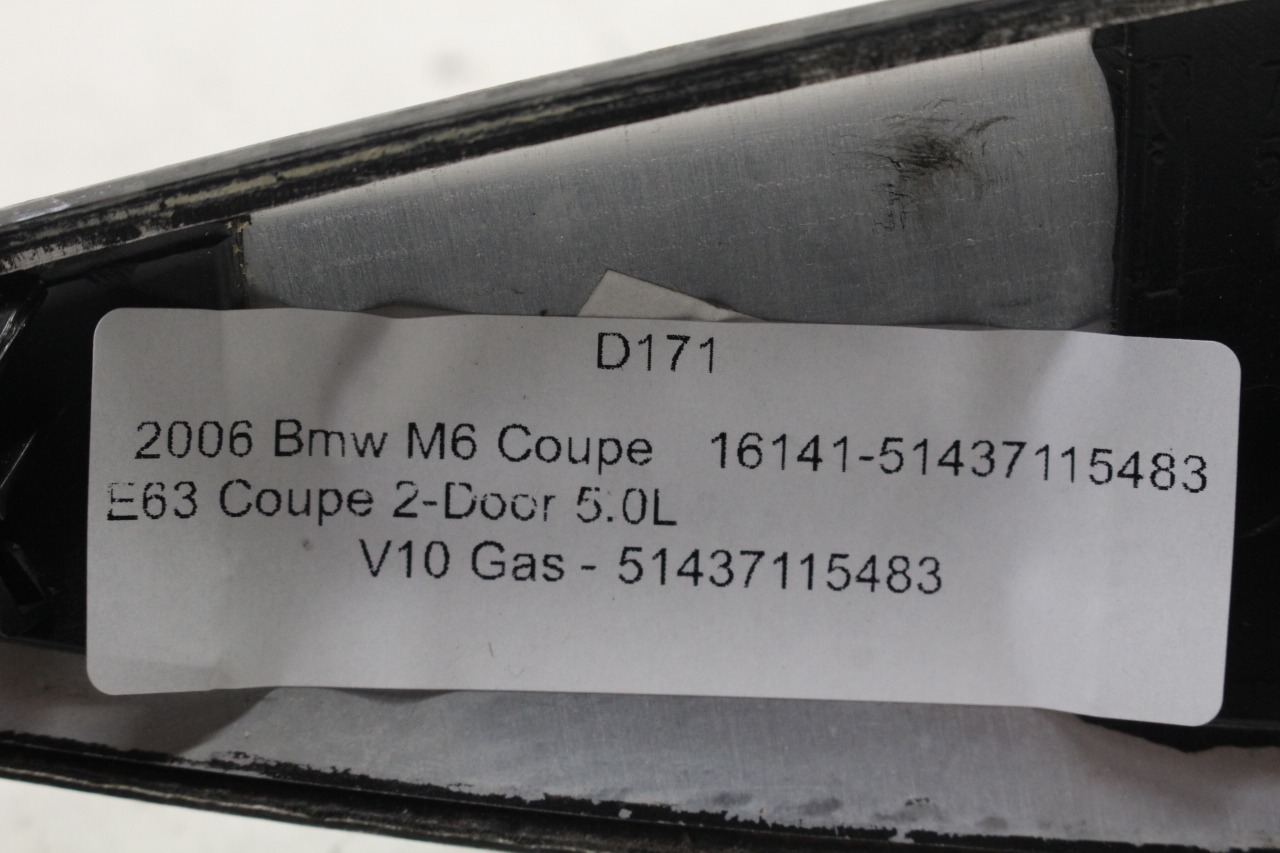 D171
2006 Bmw M6 Coupe 16141-51437115483
E63 Coupe 2-Door 5.0L
V10 Gas - 51437115483